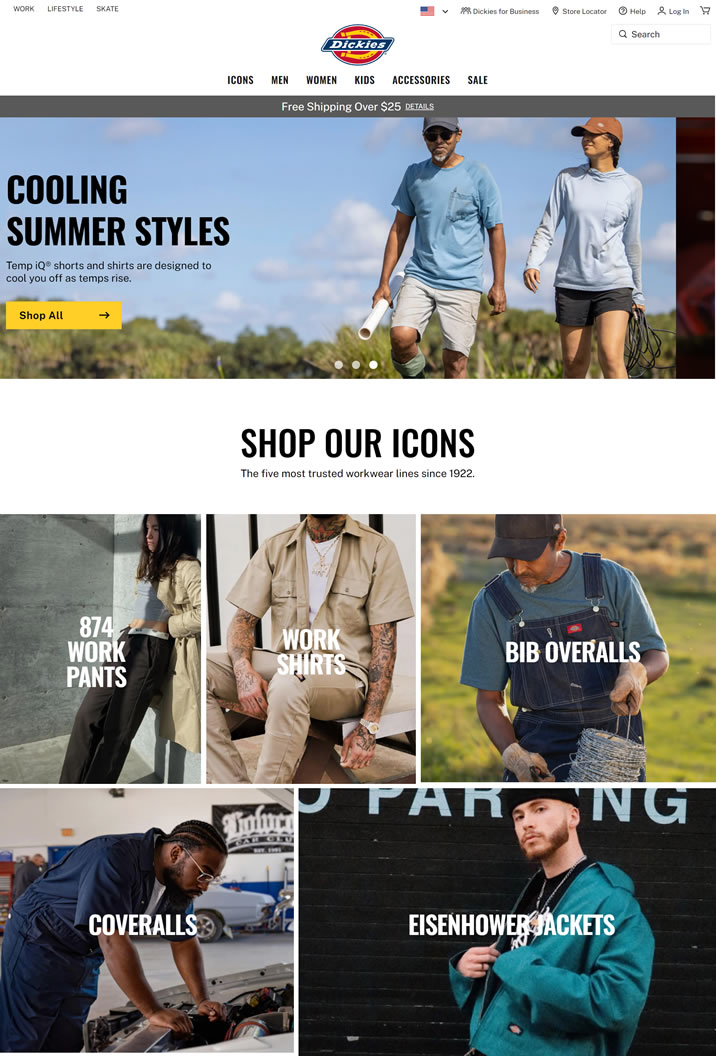 WORK LIFESTYLE SKATE
Dickies for Business Store Locator Help Log In
Dickies
Search
ICONS MEN WOMEN KIDS ACCESSORIES SALE
Free Shipping Over $25 DETAILS
COOLING
SUMMER STYLES
Temp iQ® shorts and shirts are designed to
cool you off as temps rise.
Shop All
SHOP OUR ICONS
The five most trusted workwear lines since 1922.
874
WORK
PANTS
WORK
SHIRTS
BIB OVERALLS
CAR CLUB
COVERALLS
EISENHOWER JACKETS